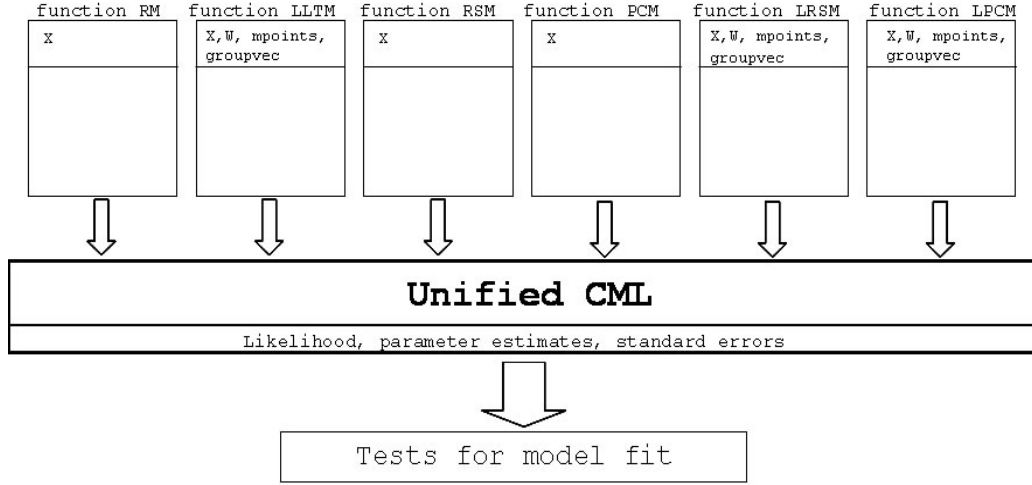 function RM function LLTM function RSM function PCM function LRSM function LPCM
X
X,W, mpoints,
groupvec
X
X
X,W, mpoints,
groupvec
X,W, mpoints,
groupvec
Unified CML
Likelihood, parameter estimates, standard errors
Tests for model fit